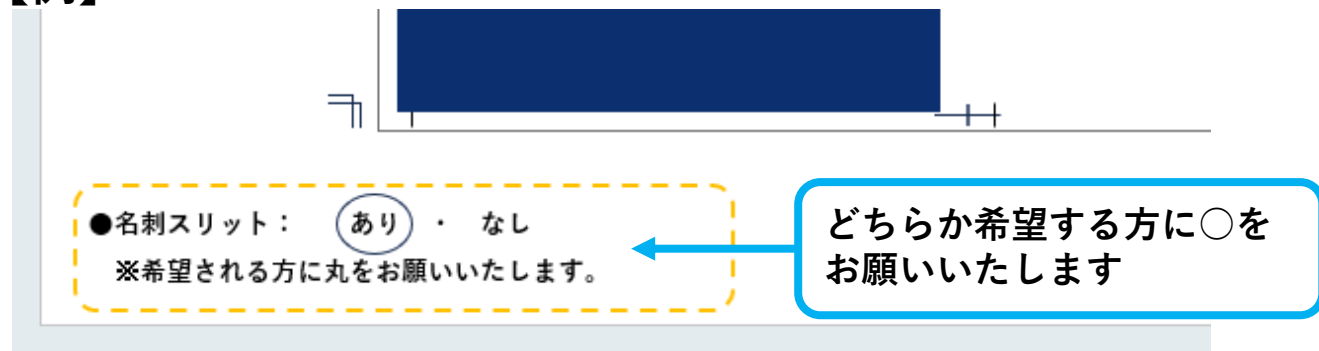 【例】
●名刺スリット： あり ・ なし
※希望される方に丸をお願いいたします。
どちらか希望する方に○を
お願いいたします